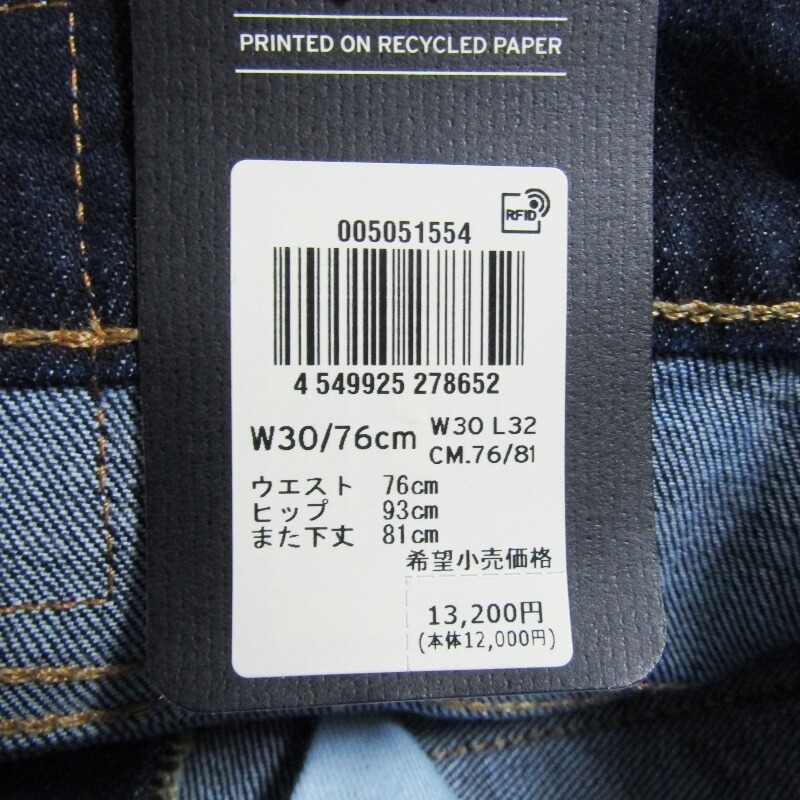 PRINTED ON RECYCLED PAPER
RFID
005051554
4 549925 278652
W30/76cm
W30 L32
CM.76/81
ウエスト 76cm
ヒップ 93cm
また下丈 81cm
希望小売価格
13,200円
(本体12,000円)